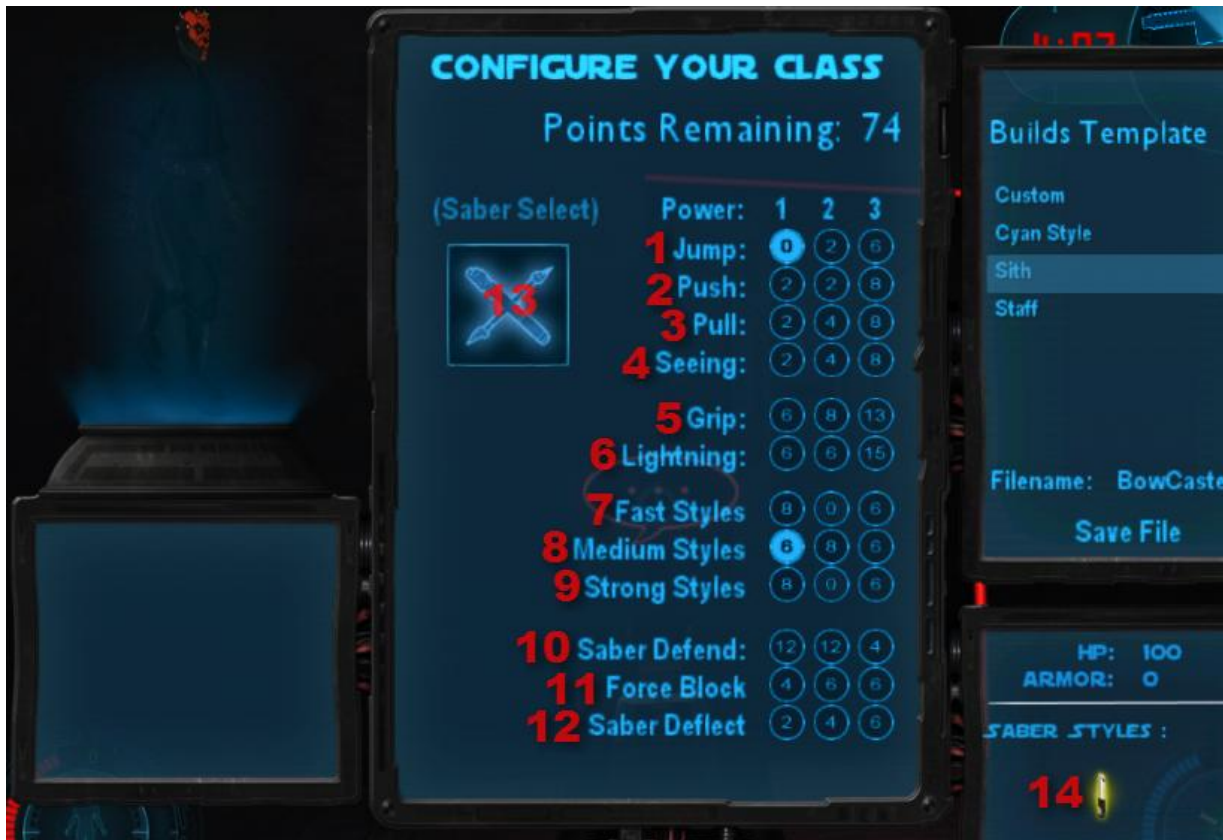 CONFIGURE YOUR CLASS
Points Remaining: 74
(Saber Select) Power: 1 2 3
1 Jump: 0 2 6
2 Push: 2 2 8
3 Pull: 2 4 8
4 Seeing: 2 4 8
13
5 Grip: 6 8 13
6 Lightning: 6 6 15
7 Fast Styles 8 0 6
8 Medium Styles 6 8 6
9 Strong Styles 8 0 6
10 Saber Defend: 12 12 4
11 Force Block 4 6 6
12 Saber Deflect 2 4 6
Builds Template
Custom
Cyan Style
Sith
Staff
Filename: BowCaste
Save File
HP: 100
ARMOR: 0
SABER STYLES :
14